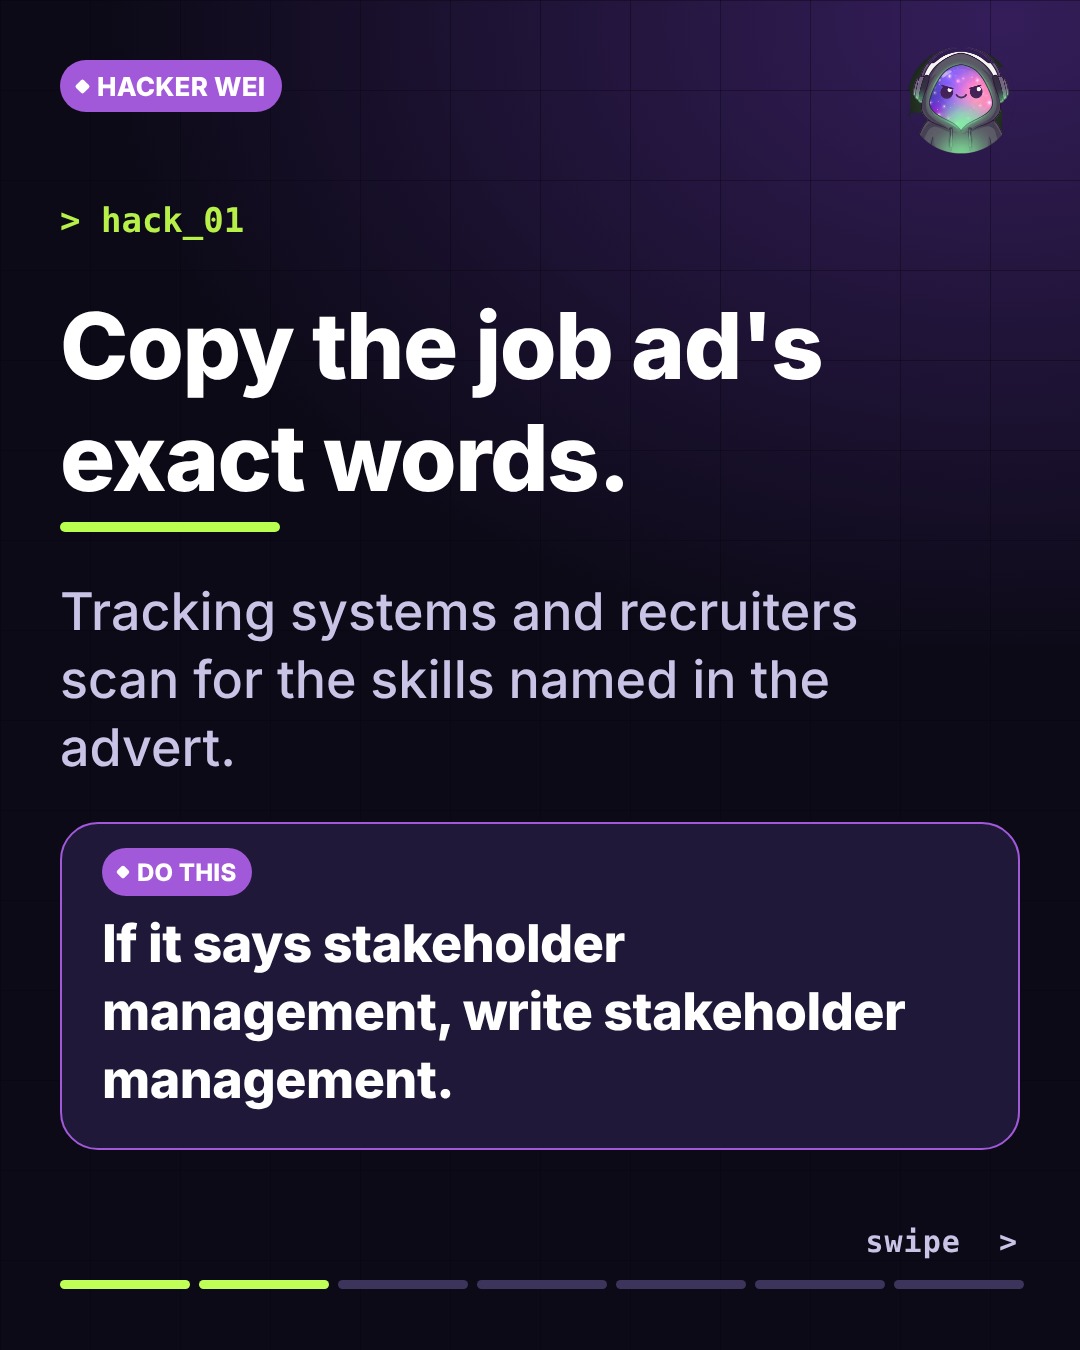 HACKER WEI
> hack_01
Copy the job ad's
exact words.
Tracking systems and recruiters
scan for the skills named in the
advert.
DO THIS
If it says stakeholder
management, write stakeholder
management.
swipe >